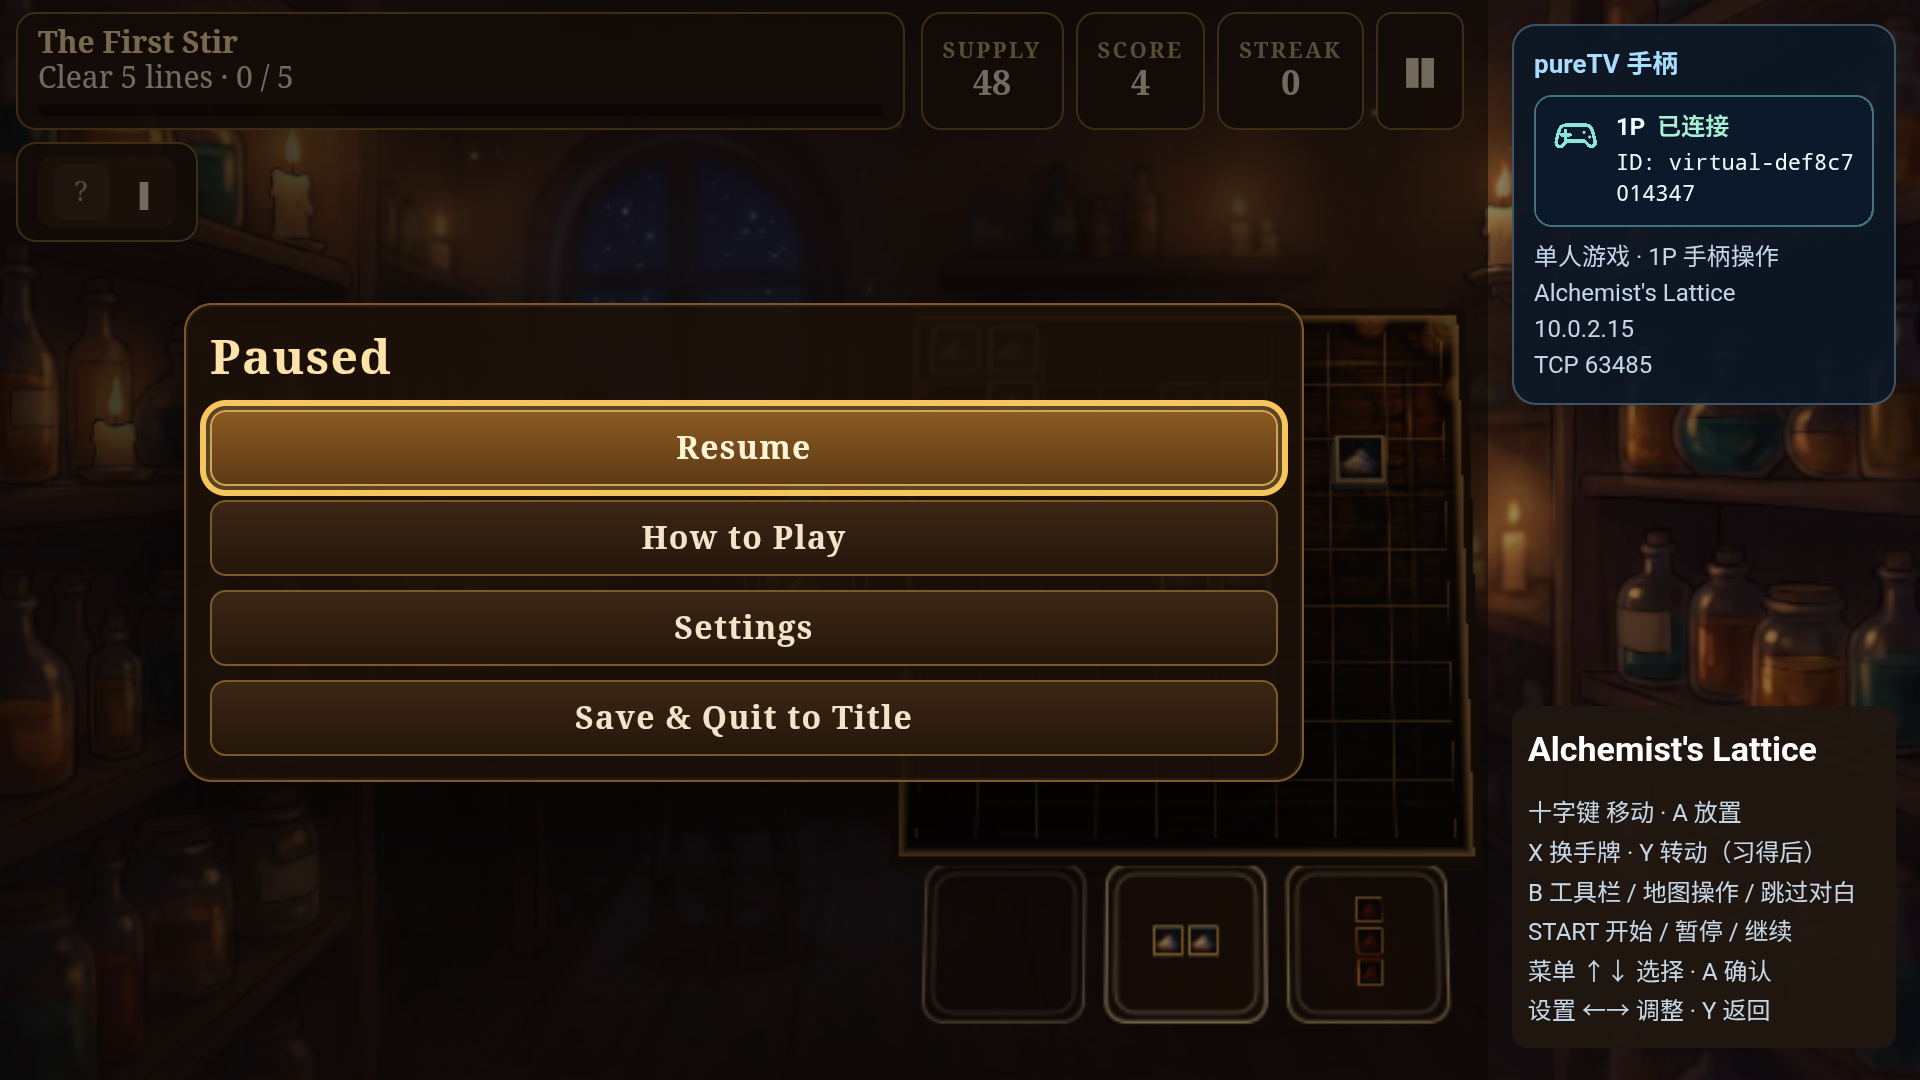 The First Stir
Clear 5 lines · 0 / 5
SUPPLY
48
SCORE
4
STREAK
0
?
Paused
Resume
How to Play
Settings
Save & Quit to Title
pureTV 手柄
1P 已连接
ID: virtual-def8c7
014347
单人游戏 · 1P 手柄操作
Alchemist's Lattice
10.0.2.15
TCP 63485
Alchemist's Lattice
十字键 移动 · A 放置
X 换手牌 · Y 转动（习得后）
B 工具栏 / 地图操作 / 跳过对白
START 开始 / 暂停 / 继续
菜单 ↑↓ 选择 · A 确认
设置 ←→ 调整 · Y 返回